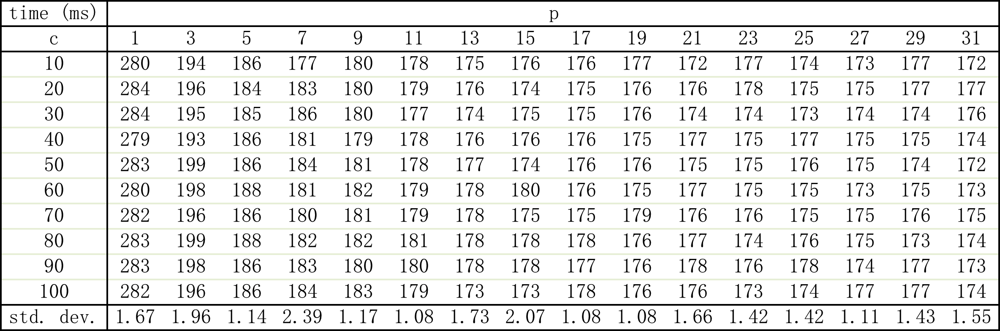 time (ms) p
c 1 3 5 7 9 11 13 15 17 19 21 23 25 27 29 31
10 280 194 186 177 180 178 175 176 176 177 172 177 174 173 177 172
20 284 196 184 183 180 179 176 174 175 176 176 178 175 175 177 177
30 284 195 185 186 180 177 174 175 175 176 174 174 173 174 174 176
40 279 193 186 181 179 178 176 176 176 175 177 175 177 175 175 174
50 283 199 186 184 181 178 177 174 176 176 175 175 176 175 174 172
60 280 198 188 181 182 179 178 180 176 175 177 175 175 173 175 173
70 282 196 186 180 181 179 178 175 175 179 176 176 175 175 176 175
80 283 199 188 182 182 181 178 178 178 176 177 174 176 175 173 174
90 283 198 186 183 180 180 178 178 177 176 178 176 178 174 177 173
100 282 196 186 184 183 179 173 173 178 176 176 173 174 177 177 174
std. dev. 1.67 1.96 1.14 2.39 1.17 1.08 1.73 2.07 1.08 1.08 1.66 1.42 1.42 1.11 1.43 1.55